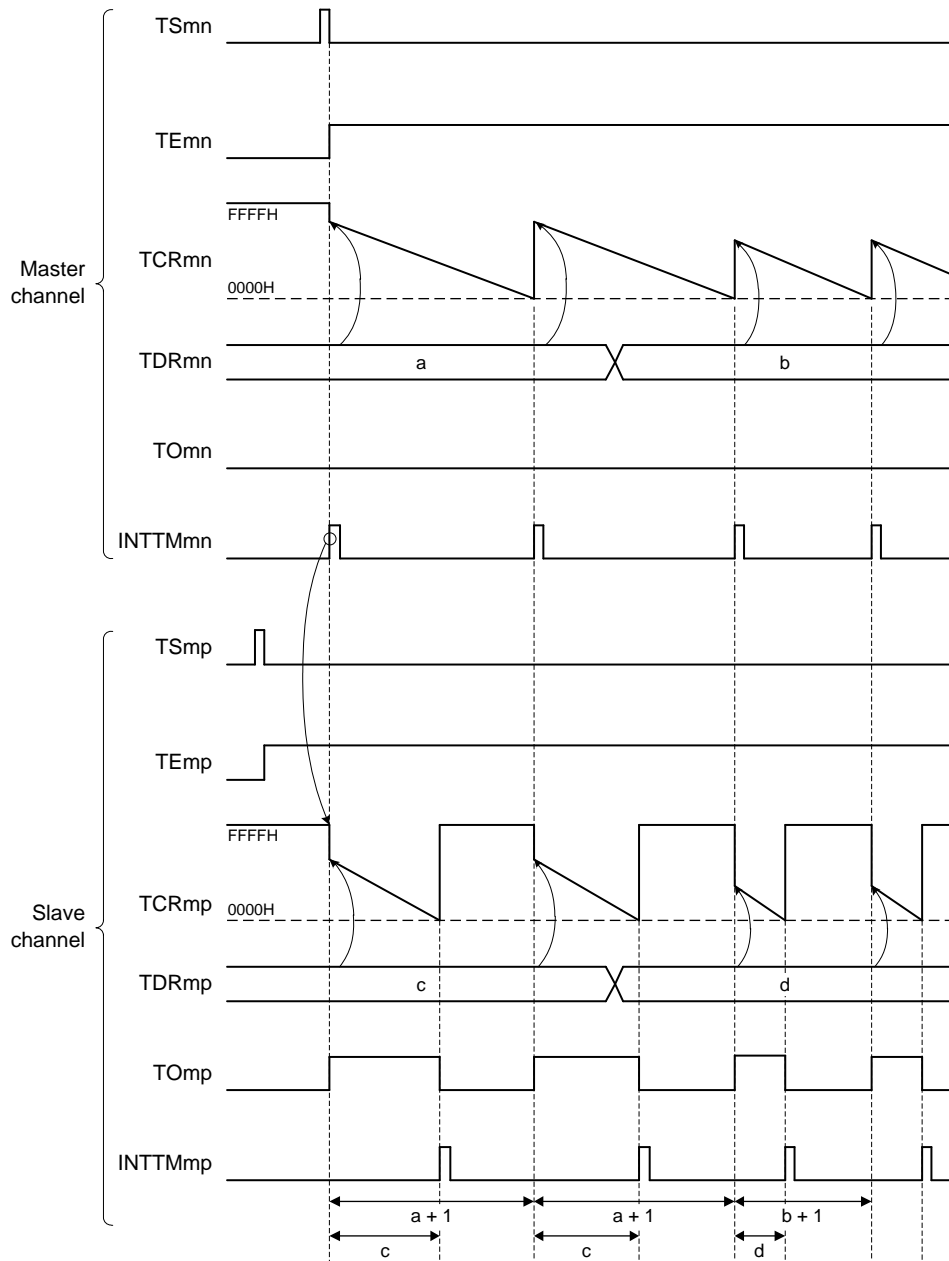 TSmn
TEmn
FFFFH
TCRmn
Master
channel
0000H
TDRmn
a
b
TOmn
INTTMmn
TSmp
TEmp
FFFFH
TCRmp
0000H
Slave
channel
TDRmp
c
d
TOmp
INTTMmp
a + 1
a + 1
b + 1
c
c
d